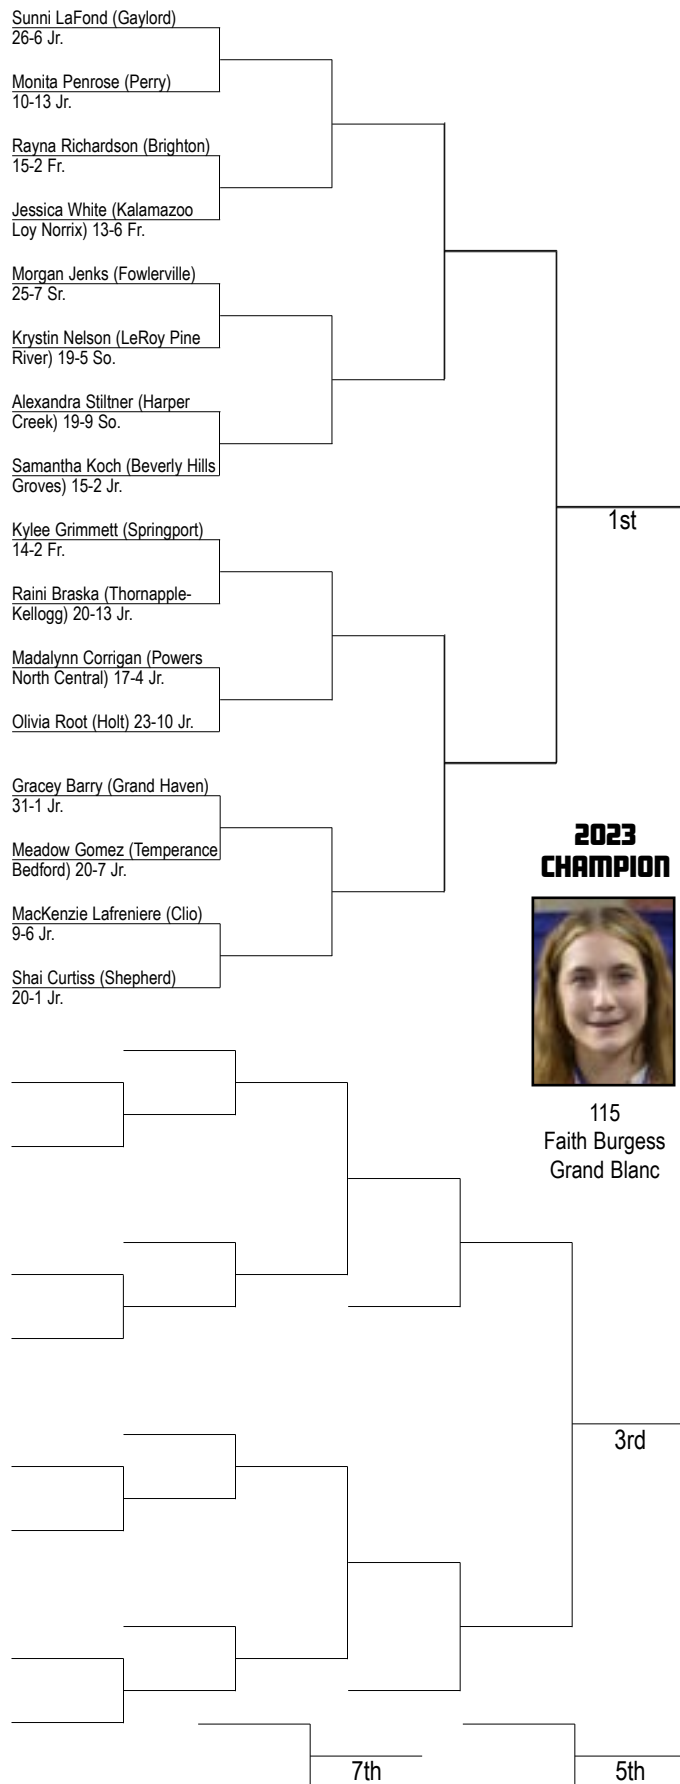 Sunni LaFond (Gaylord)
26-6 Jr.
Monita Penrose (Perry)
10-13 Jr.
Rayna Richardson (Brighton)
15-2 Fr.
Jessica White (Kalamazoo
Loy Norrix) 13-6 Fr.
Morgan Jenks (Fowlerville)
25-7 Sr.
Krystin Nelson (LeRoy Pine
River) 19-5 So.
Alexandra Stiltner (Harper
Creek) 19-9 So.
Samantha Koch (Beverly Hills
Groves) 15-2 Jr.
Kylee Grimmett (Springport)
14-2 Fr.
Raini Braska (Thornapple-
Kellogg) 20-13 Jr.
Madalynn Corrigan (Powers
North Central) 17-4 Jr.
Olivia Root (Holt) 23-10 Jr.
Gracey Barry (Grand Haven)
31-1 Jr.
Meadow Gomez (Temperance
Bedford) 20-7 Jr.
MacKenzie Lafreniere (Clio)
9-6 Jr.
Shai Curtiss (Shepherd)
20-1 Jr.
1st
2023
CHAMPION
115
Faith Burgess
Grand Blanc
3rd
7th
5th